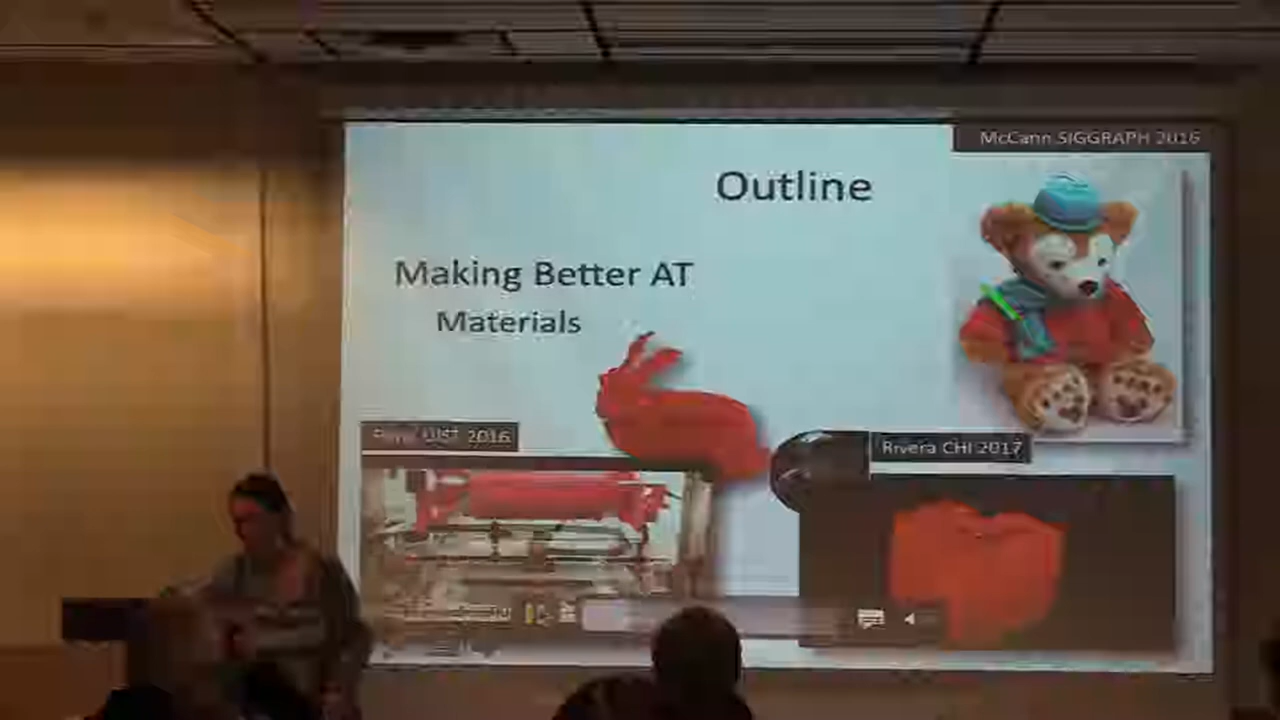 McCann SIGGRAPH 2016
Outline
Making Better AT
Materials
UIST 2016
Rivera CHI 2017